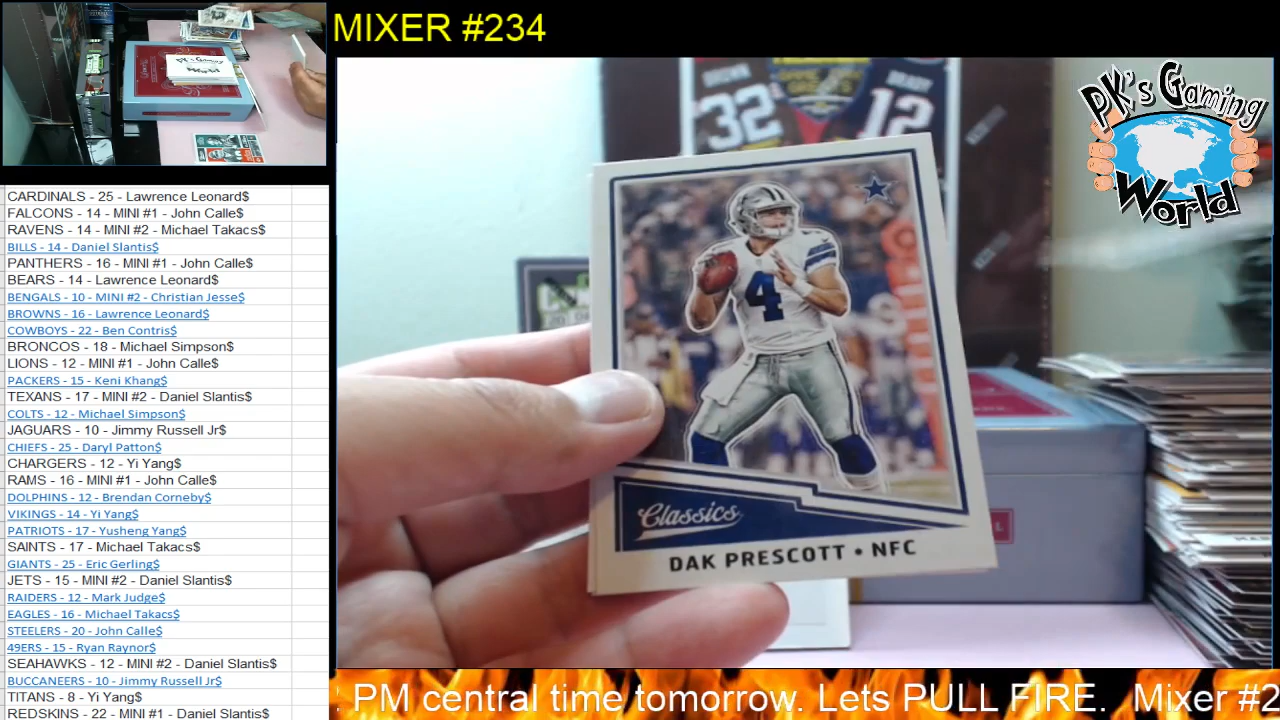 MIXER #234
CARDINALS - 25 - Lawrence Leonard$
FALCONS - 14 - MINI #1 - John Calle$
RAVENS - 14 - MINI #2 - Michael Takacs$
BILLS - 14 - Daniel Slantis$
PANTHERS - 16 - MINI #1 - John Calle$
BEARS - 14 - Lawrence Leonard$
BENGALS - 10 - MINI #2 - Christian Jesse$
BROWNS - 16 - Lawrence Leonard$
COWBOYS - 22 - Ben Contris$
BRONCOS - 18 - Michael Simpson$
LIONS - 12 - MINI #1 - John Calle$
PACKERS - 15 - Keni Khang$
TEXANS - 17 - MINI #2 - Daniel Slantis$
COLTS - 12 - Michael Simpson$
JAGUARS - 10 - Jimmy Russell Jr$
CHIEFS - 25 - Daryl Patton$
CHARGERS - 12 - Yi Yang$
RAMS - 16 - MINI #1 - John Calle$
DOLPHINS - 12 - Brendan Corneby$
VIKINGS - 14 - Yi Yang$
PATRIOTS - 17 - Yusheng Yang$
SAINTS - 17 - Michael Takacs$
GIANTS - 25 - Eric Gerling$
JETS - 15 - MINI #2 - Daniel Slantis$
RAIDERS - 12 - Mark Judge$
EAGLES - 16 - Michael Takacs$
STEELERS - 20 - John Calle$
49ERS - 15 - Ryan Raynor$
SEAHAWKS - 12 - MINI #2 - Daniel Slantis$
BUCCANEERS - 10 - Jimmy Russell Jr$
TITANS - 8 - Yi Yang$
REDSKINS - 22 - MINI #1 - Daniel Slantis$
BROWN
32
BRADY
12
PK's Gaming
World
4
Classics
DAK PRESCOTT • NFC
PM central time tomorrow. Lets PULL FIRE. Mixer #2